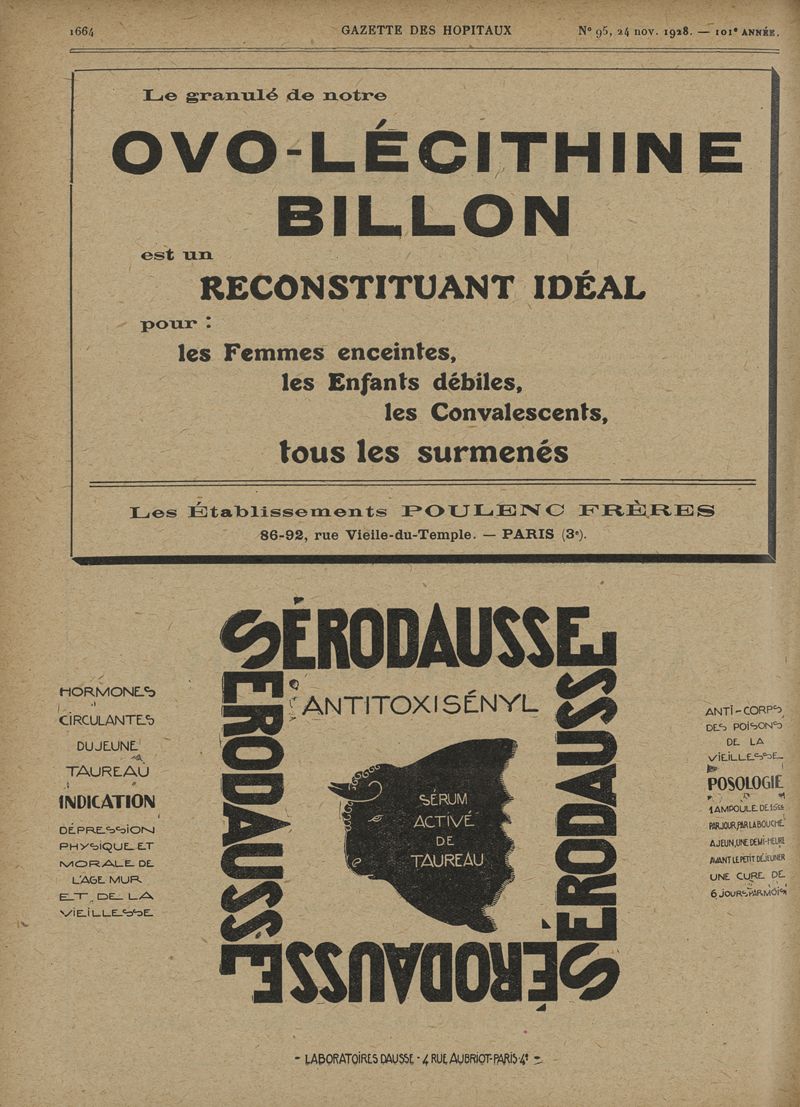 1664 GAZETTE DES HOPITAUX N° 95, 24 nov. 1928. — 101e ANNÉE.
Le granulé de notre
OVO-LÉCITHINE
BILLON
est un
RECONSTITUANT IDÉAL
pour :
les Femmes enceintes,
les Enfants débiles,
les Convalescents,
tous les surmenés
Les Établissements POULENC FRÈRES
86-92, rue Vieille-du-Temple. — PARIS (3e).
SÉRODAUSSE
SÉRODAUSSE
SÉRODAUSSE
SÉRODAUSSE
ANTITOXISÉNYL
SÉRUM
ACTIVÉ
DE
TAUREAU
HORMONES
CIRCULANTES
DU JEUNE
TAUREAU
INDICATION
DÉPRESSION
PHYSIQUE ET
MORALE DE
L'AGE MUR
ET DE LA
VIEILLESSE
ANTI-CORPS
DES POISONS
DE LA
VIEILLESSE
POSOLOGIE
1 AMPOULE DE 15cc
PAR JOUR, PAR LA BOUCHE
A JEUN, UNE DEMI-HEURE
AVANT LE PETIT DÉJEUNER
UNE CURE DE
6 JOURS PAR MOIS
- LABORATOIRES DAUSSE - 4 RUE AUBRIOT-PARIS-4e -